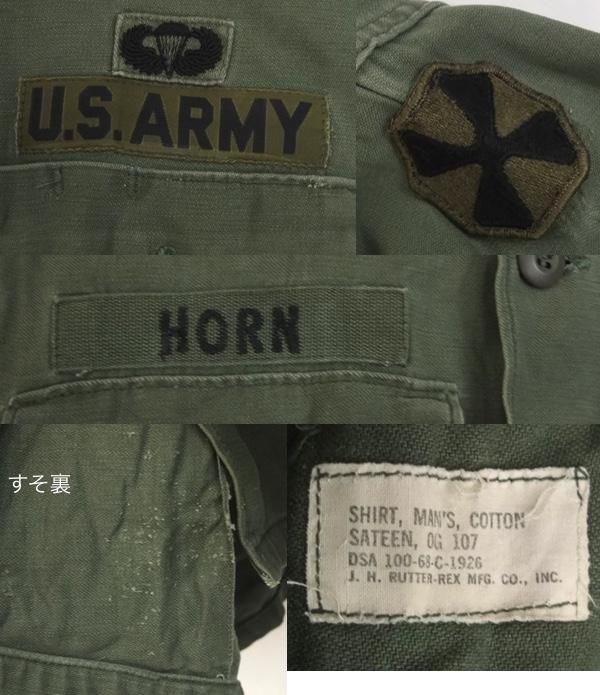 U.S. ARMY
HORN
すそ裏
SHIRT, MAN'S, COTTON
SATEEN, OG 107
DSA 100-68-C-1926
J. H. RUTTER-REX MFG. CO., INC.